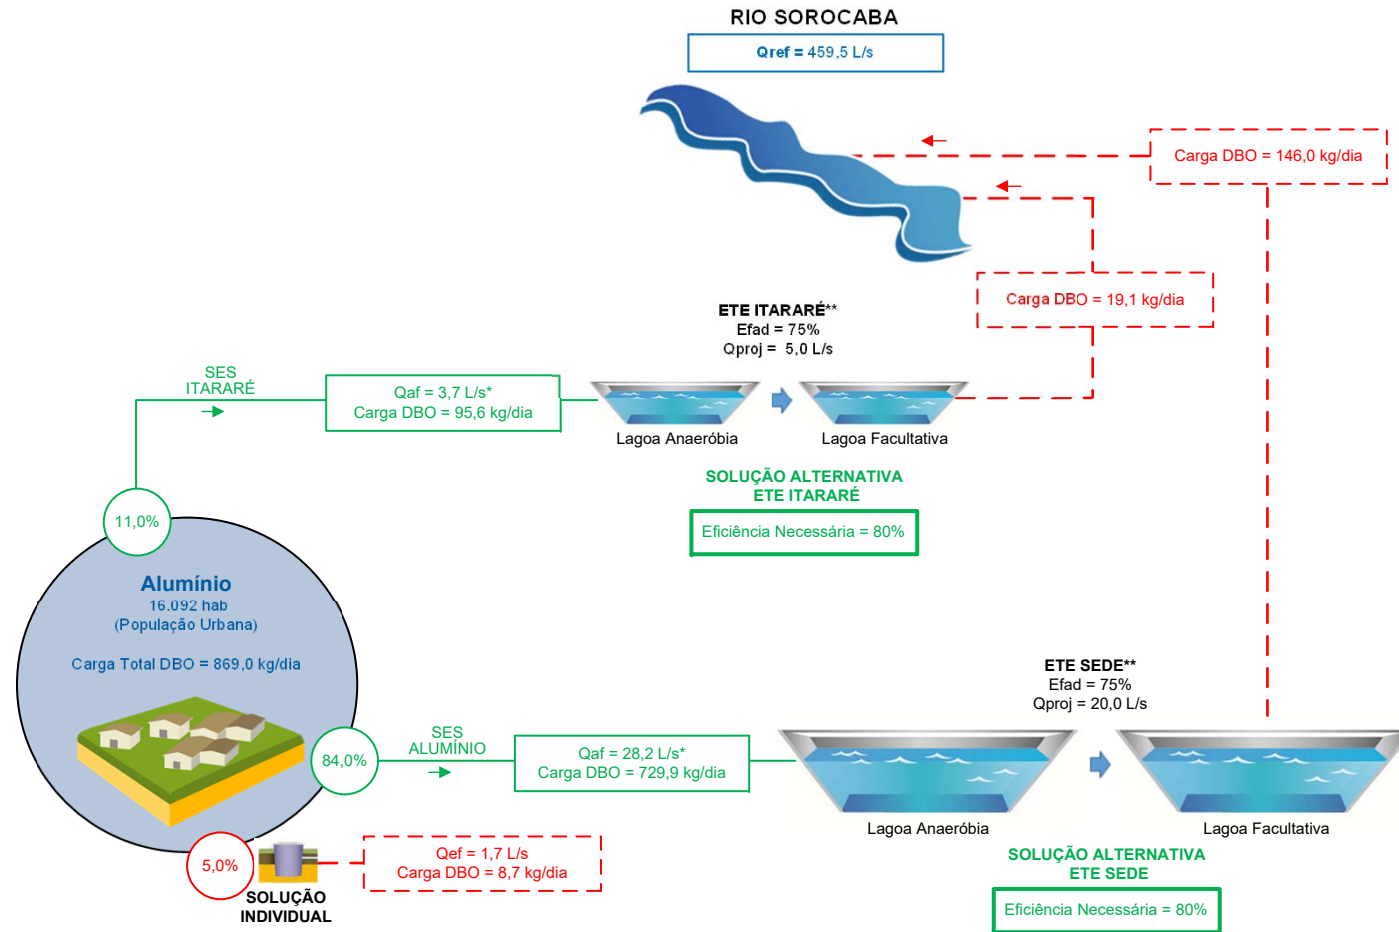 RIO SOROCABA
Qref = 459,5 L/s
Carga DBO = 146,0 kg/dia
Carga DBO = 19,1 kg/dia
ETE ITARARÉ**
Efad = 75%
Qproj = 5,0 L/s
SES
ITARARÉ
Qaf = 3,7 L/s*
Carga DBO = 95,6 kg/dia
Lagoa Anaeróbia
Lagoa Facultativa
SOLUÇÃO ALTERNATIVA
ETE ITARARÉ
Eficiência Necessária = 80%
11,0%
Alumínio
16.092 hab
(População Urbana)
Carga Total DBO = 869,0 kg/dia
ETE SEDE**
Efad = 75%
Qproj = 20,0 L/s
84,0%
SES
ALUMÍNIO
Qaf = 28,2 L/s*
Carga DBO = 729,9 kg/dia
Lagoa Anaeróbia
Lagoa Facultativa
5,0%
SOLUÇÃO
INDIVIDUAL
Qef = 1,7 L/s
Carga DBO = 8,7 kg/dia
SOLUÇÃO ALTERNATIVA
ETE SEDE
Eficiência Necessária = 80%